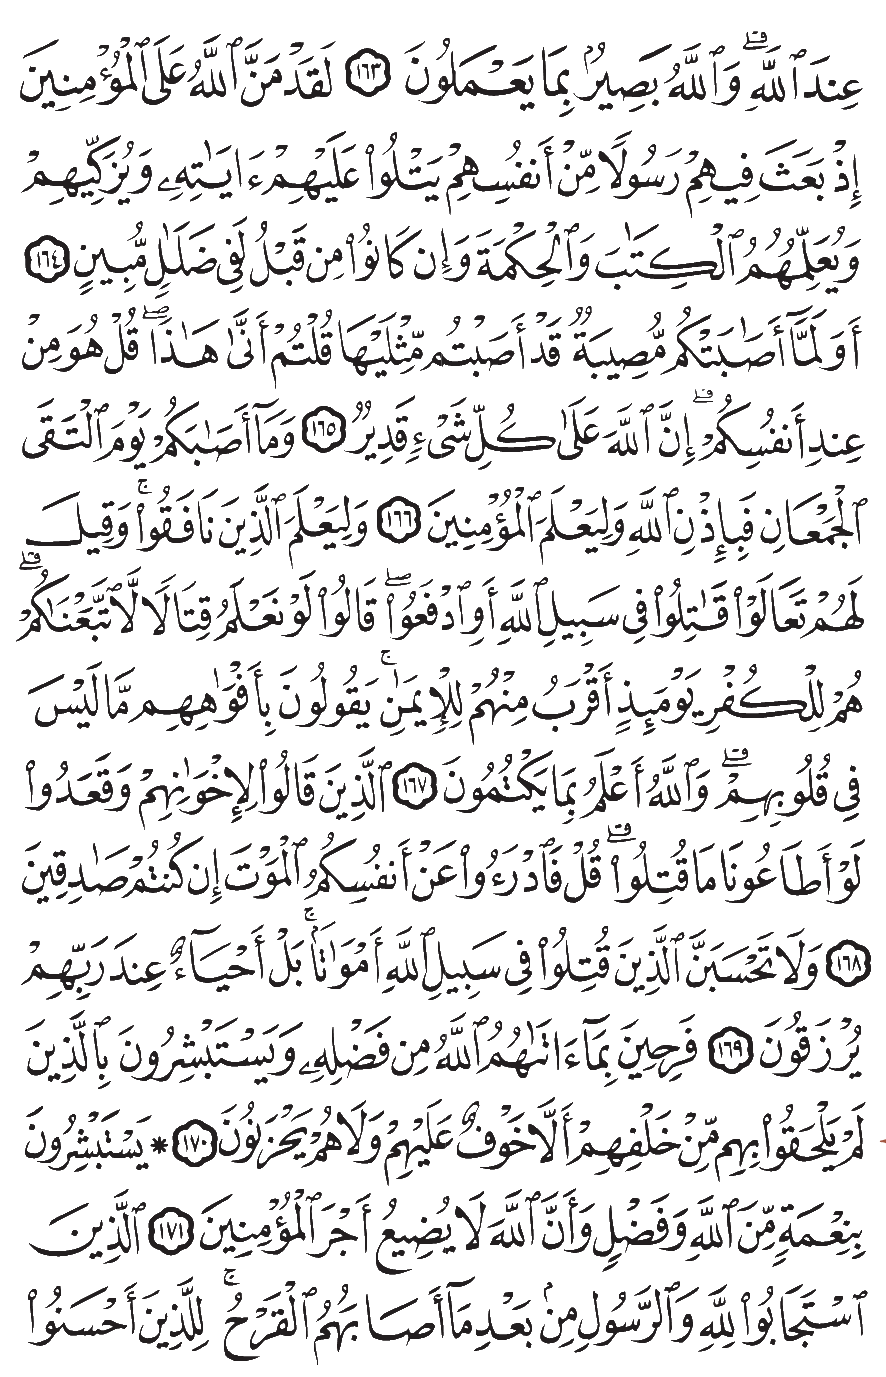 عِندَ ٱللَّهِۗ وَٱللَّهُ بَصِيرُۢ بِمَا يَعۡمَلُونَ ١٦٣ لَقَدۡ مَنَّ ٱللَّهُ عَلَى ٱلۡمُؤۡمِنِينَ
إِذۡ بَعَثَ فِيهِمۡ رَسُولٗا مِّنۡ أَنفُسِهِمۡ يَتۡلُواْ عَلَيۡهِمۡ ءَايَٰتِهِۦ وَيُزَكِّيهِمۡ
وَيُعَلِّمُهُمُ ٱلۡكِتَٰبَ وَٱلۡحِكۡمَةَ وَإِن كَانُواْ مِن قَبۡلُ لَفِي ضَلَٰلٖ مُّبِينٍ ١٦٤
أَوَلَمَّآ أَصَٰبَتۡكُم مُّصِيبَةٞ قَدۡ أَصَبۡتُم مِّثۡلَيۡهَا قُلۡتُمۡ أَنَّىٰ هَٰذَاۖ قُلۡ هُوَ مِنۡ
عِندِ أَنفُسِكُمۡۗ إِنَّ ٱللَّهَ عَلَىٰ كُلِّ شَيۡءٖ قَدِيرٞ ١٦٥ وَمَآ أَصَٰبَكُمۡ يَوۡمَ ٱلۡتَقَى
ٱلۡجَمۡعَانِ فَبِإِذۡنِ ٱللَّهِ وَلِيَعۡلَمَ ٱلۡمُؤۡمِنِينَ ١٦٦ وَلِيَعۡلَمَ ٱلَّذِينَ نَافَقُواْۚ وَقِيلَ
لَهُمۡ تَعَالَوۡاْ قَٰتِلُواْ فِي سَبِيلِ ٱللَّهِ أَوِ ٱدۡفَعُواْۖ قَالُواْ لَوۡ نَعۡلَمُ قِتَالٗا لَّٱتَّبَعۡنَٰكُمۡۗ
هُمۡ لِلۡكُفۡرِ يَوۡمَئِذٍ أَقۡرَبُ مِنۡهُمۡ لِلۡإِيمَٰنِۚ يَقُولُونَ بِأَفۡوَٰهِهِم مَّا لَيۡسَ
فِي قُلُوبِهِمۡۚ وَٱللَّهُ أَعۡلَمُ بِمَا يَكۡتُمُونَ ١٦٧ ٱلَّذِينَ قَالُواْ لِإِخۡوَٰنِهِمۡ وَقَعَدُواْ
لَوۡ أَطَاعُونَا مَا قُتِلُواْۗ قُلۡ فَٱدۡرَءُواْ عَنۡ أَنفُسِكُمُ ٱلۡمَوۡتَ إِن كُنتُمۡ صَٰدِقِينَ
١٦٨ وَلَا تَحۡسَبَنَّ ٱلَّذِينَ قُتِلُواْ فِي سَبِيلِ ٱللَّهِ أَمۡوَٰتَۢاۚ بَلۡ أَحۡيَآءٌ عِندَ رَبِّهِمۡ
يُرۡزَقُونَ ١٦٩ فَرِحِينَ بِمَآ ءَاتَىٰهُمُ ٱللَّهُ مِن فَضۡلِهِۦ وَيَسۡتَبۡشِرُونَ بِٱلَّذِينَ
لَمۡ يَلۡحَقُواْ بِهِم مِّنۡ خَلۡفِهِمۡ أَلَّا خَوۡفٌ عَلَيۡهِمۡ وَلَا هُمۡ يَحۡزَنُونَ ١٧٠ * يَسۡتَبۡشِرُونَ
بِنِعۡمَةٖ مِّنَ ٱللَّهِ وَفَضۡلٖ وَأَنَّ ٱللَّهَ لَا يُضِيعُ أَجۡرَ ٱلۡمُؤۡمِنِينَ ١٧١ ٱلَّذِينَ
ٱسۡتَجَابُواْ لِلَّهِ وَٱلرَّسُولِ مِنۢ بَعۡدِ مَآ أَصَابَهُمُ ٱلۡقَرۡحُۚ لِلَّذِينَ أَحۡسَنُواْ